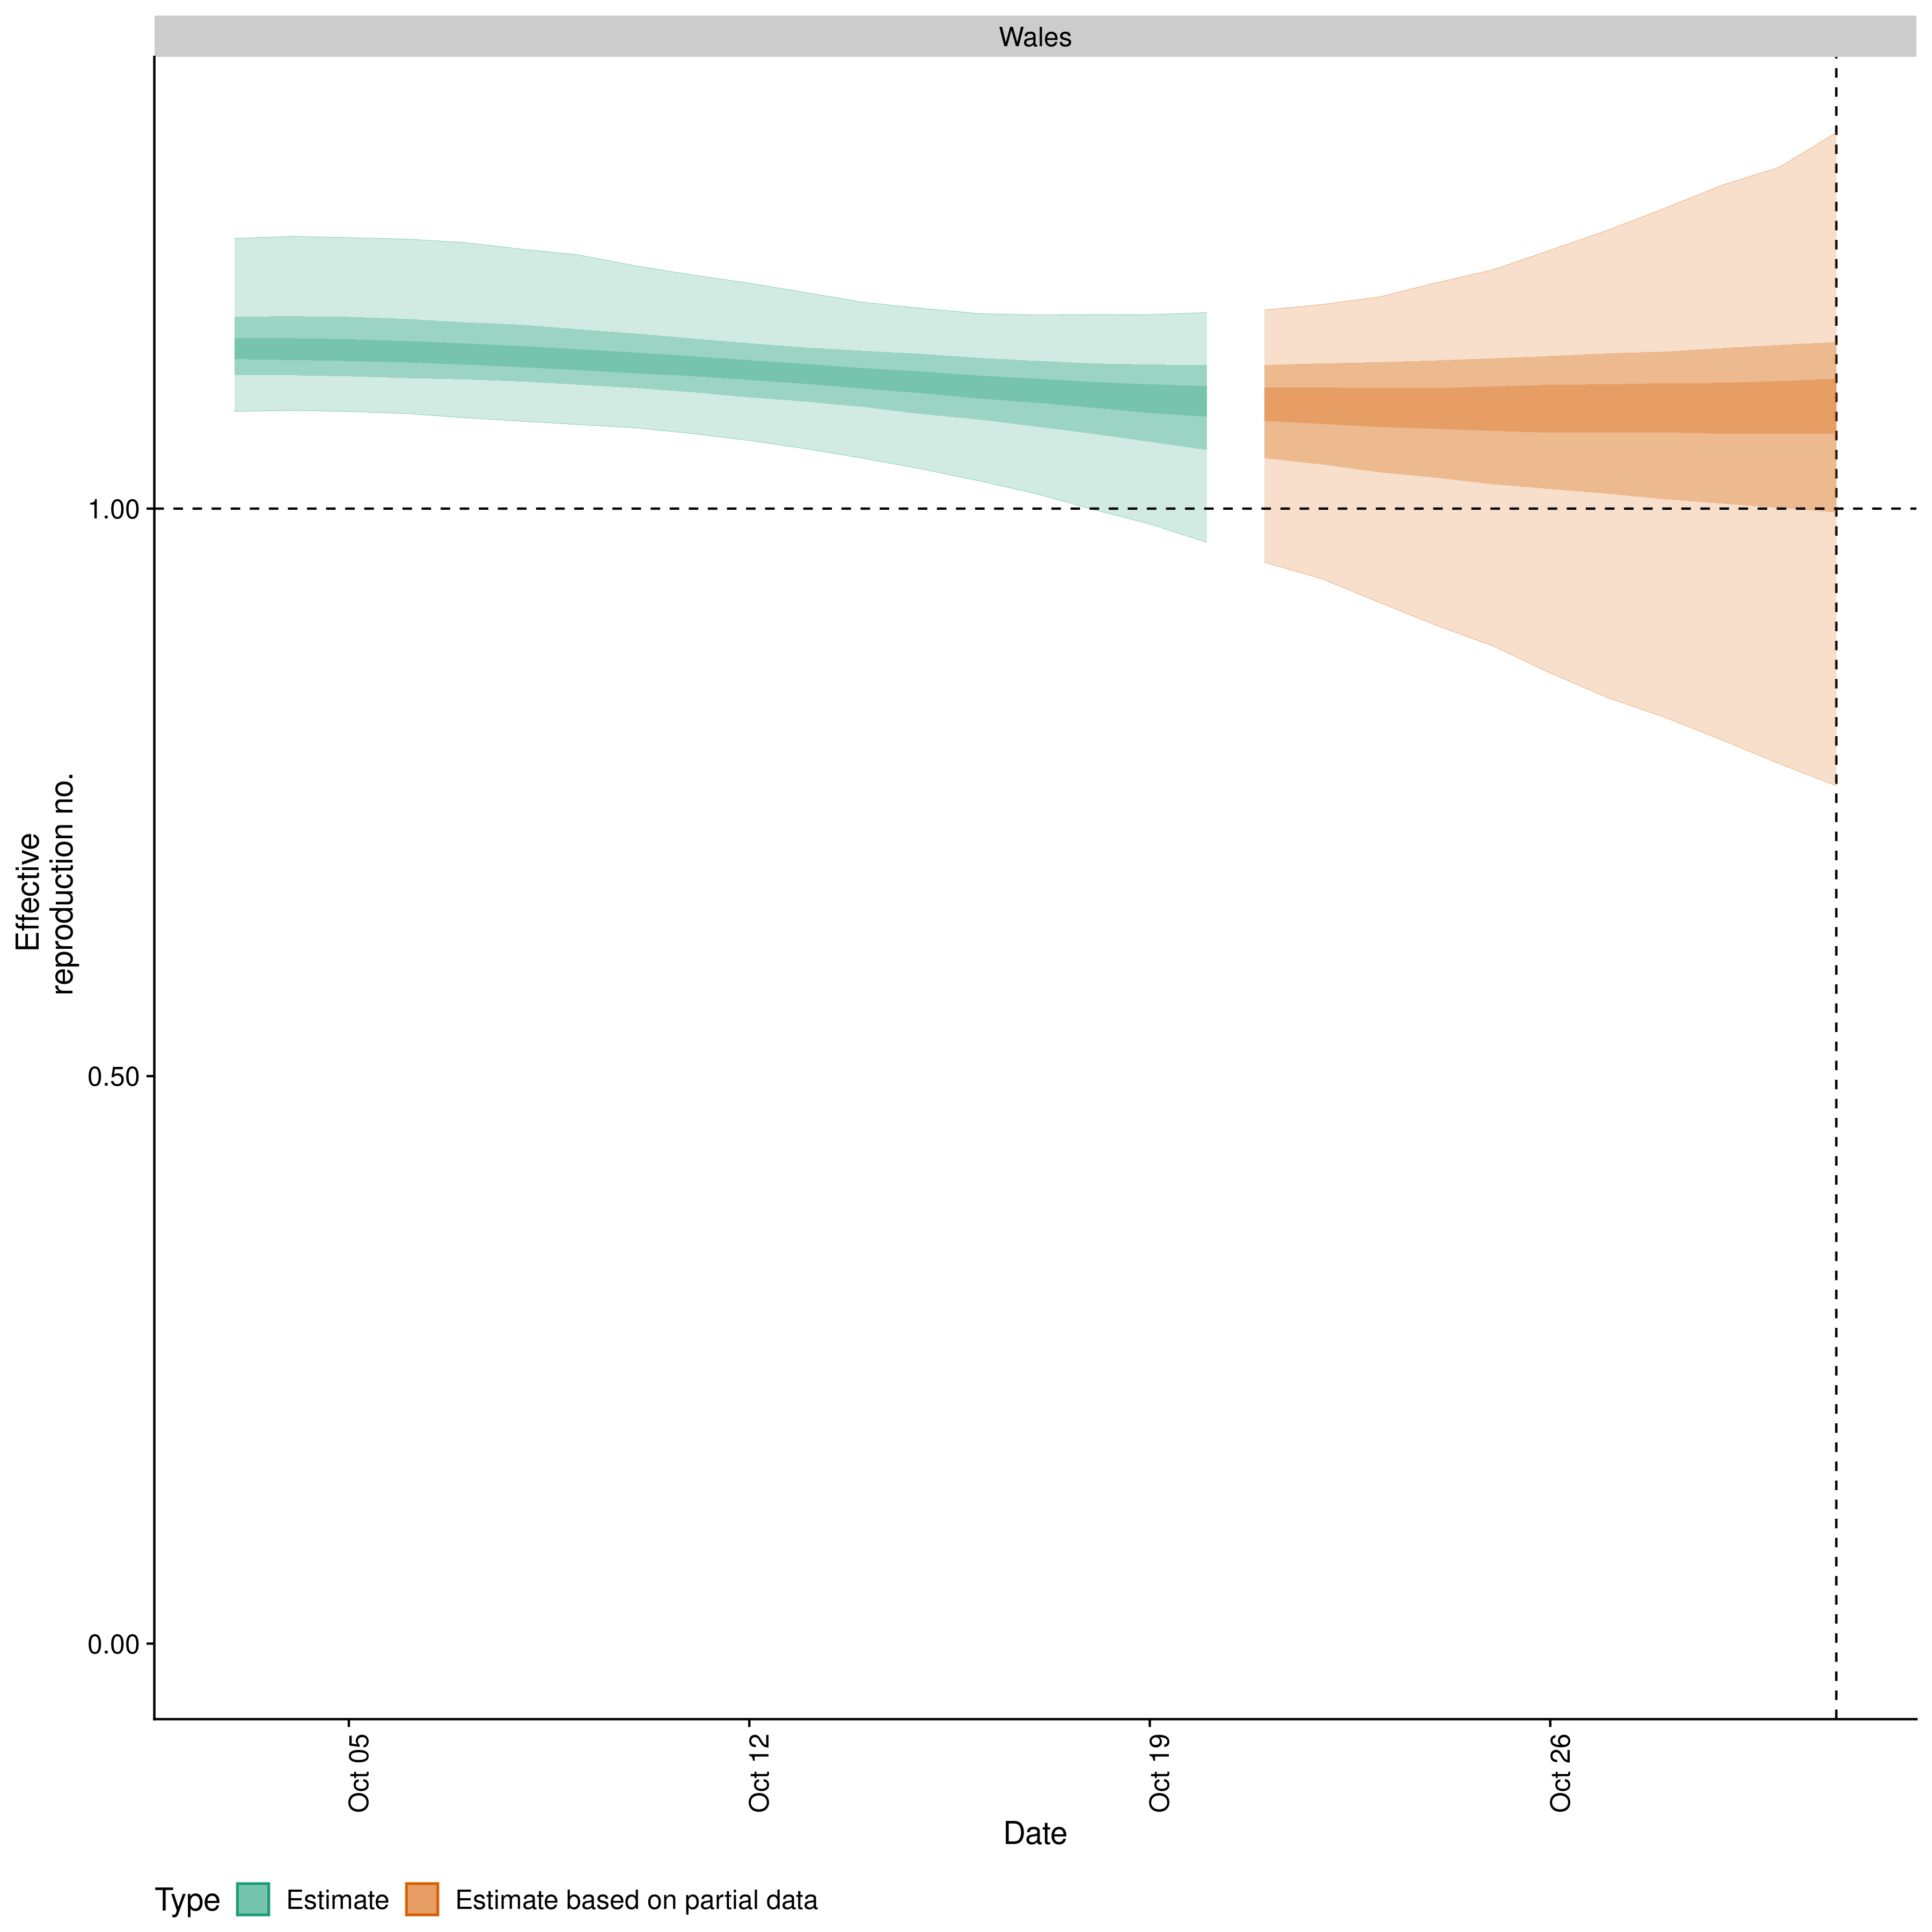 Wales
Effective
reproduction no.
1.00
0.50
0.00
Oct 05
Oct 12
Oct 19
Oct 26
Date
Type
Estimate
Estimate based on partial data